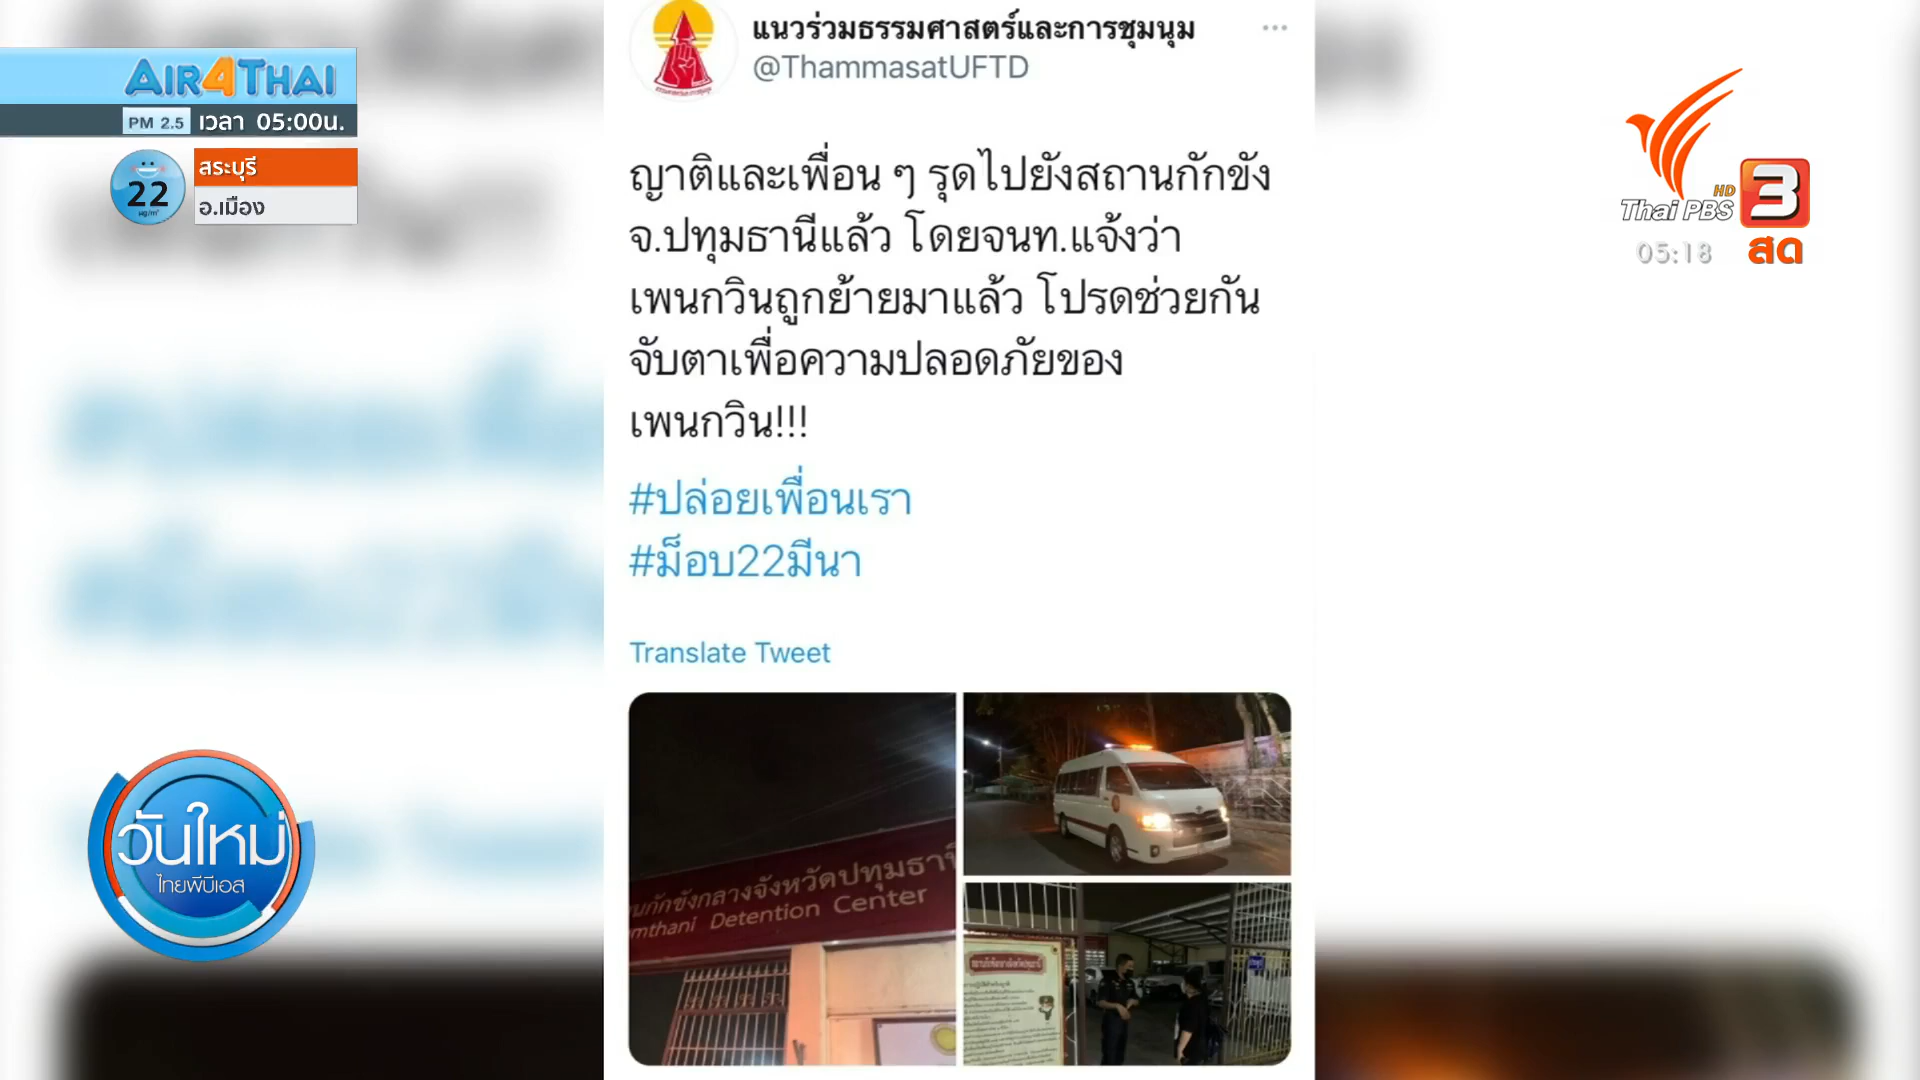 AIR4THAI
PM 2.5 เวลา 05:00น.
22
สระบุรี
อ.เมือง
แนวร่วมธรรมศาสตร์และการชุมนุม
@ThammasatUFTD
ญาติและเพื่อน ๆ รุดไปยังสถานกักขัง
จ.ปทุมธานีแล้ว โดยจนท.แจ้งว่า
เพนกวินถูกย้ายมาแล้ว โปรดช่วยกัน
จับตาเพื่อความปลอดภัยของ
เพนกวิน!!!
#ปล่อยเพื่อนเรา
#ม็อบ22มีนา
Translate Tweet
กักขังกลางจังหวัดปทุมธานี
mthani Detention Center
Thai PBS HD 3
05:18 สด
วันใหม่
ไทยพีบีเอส